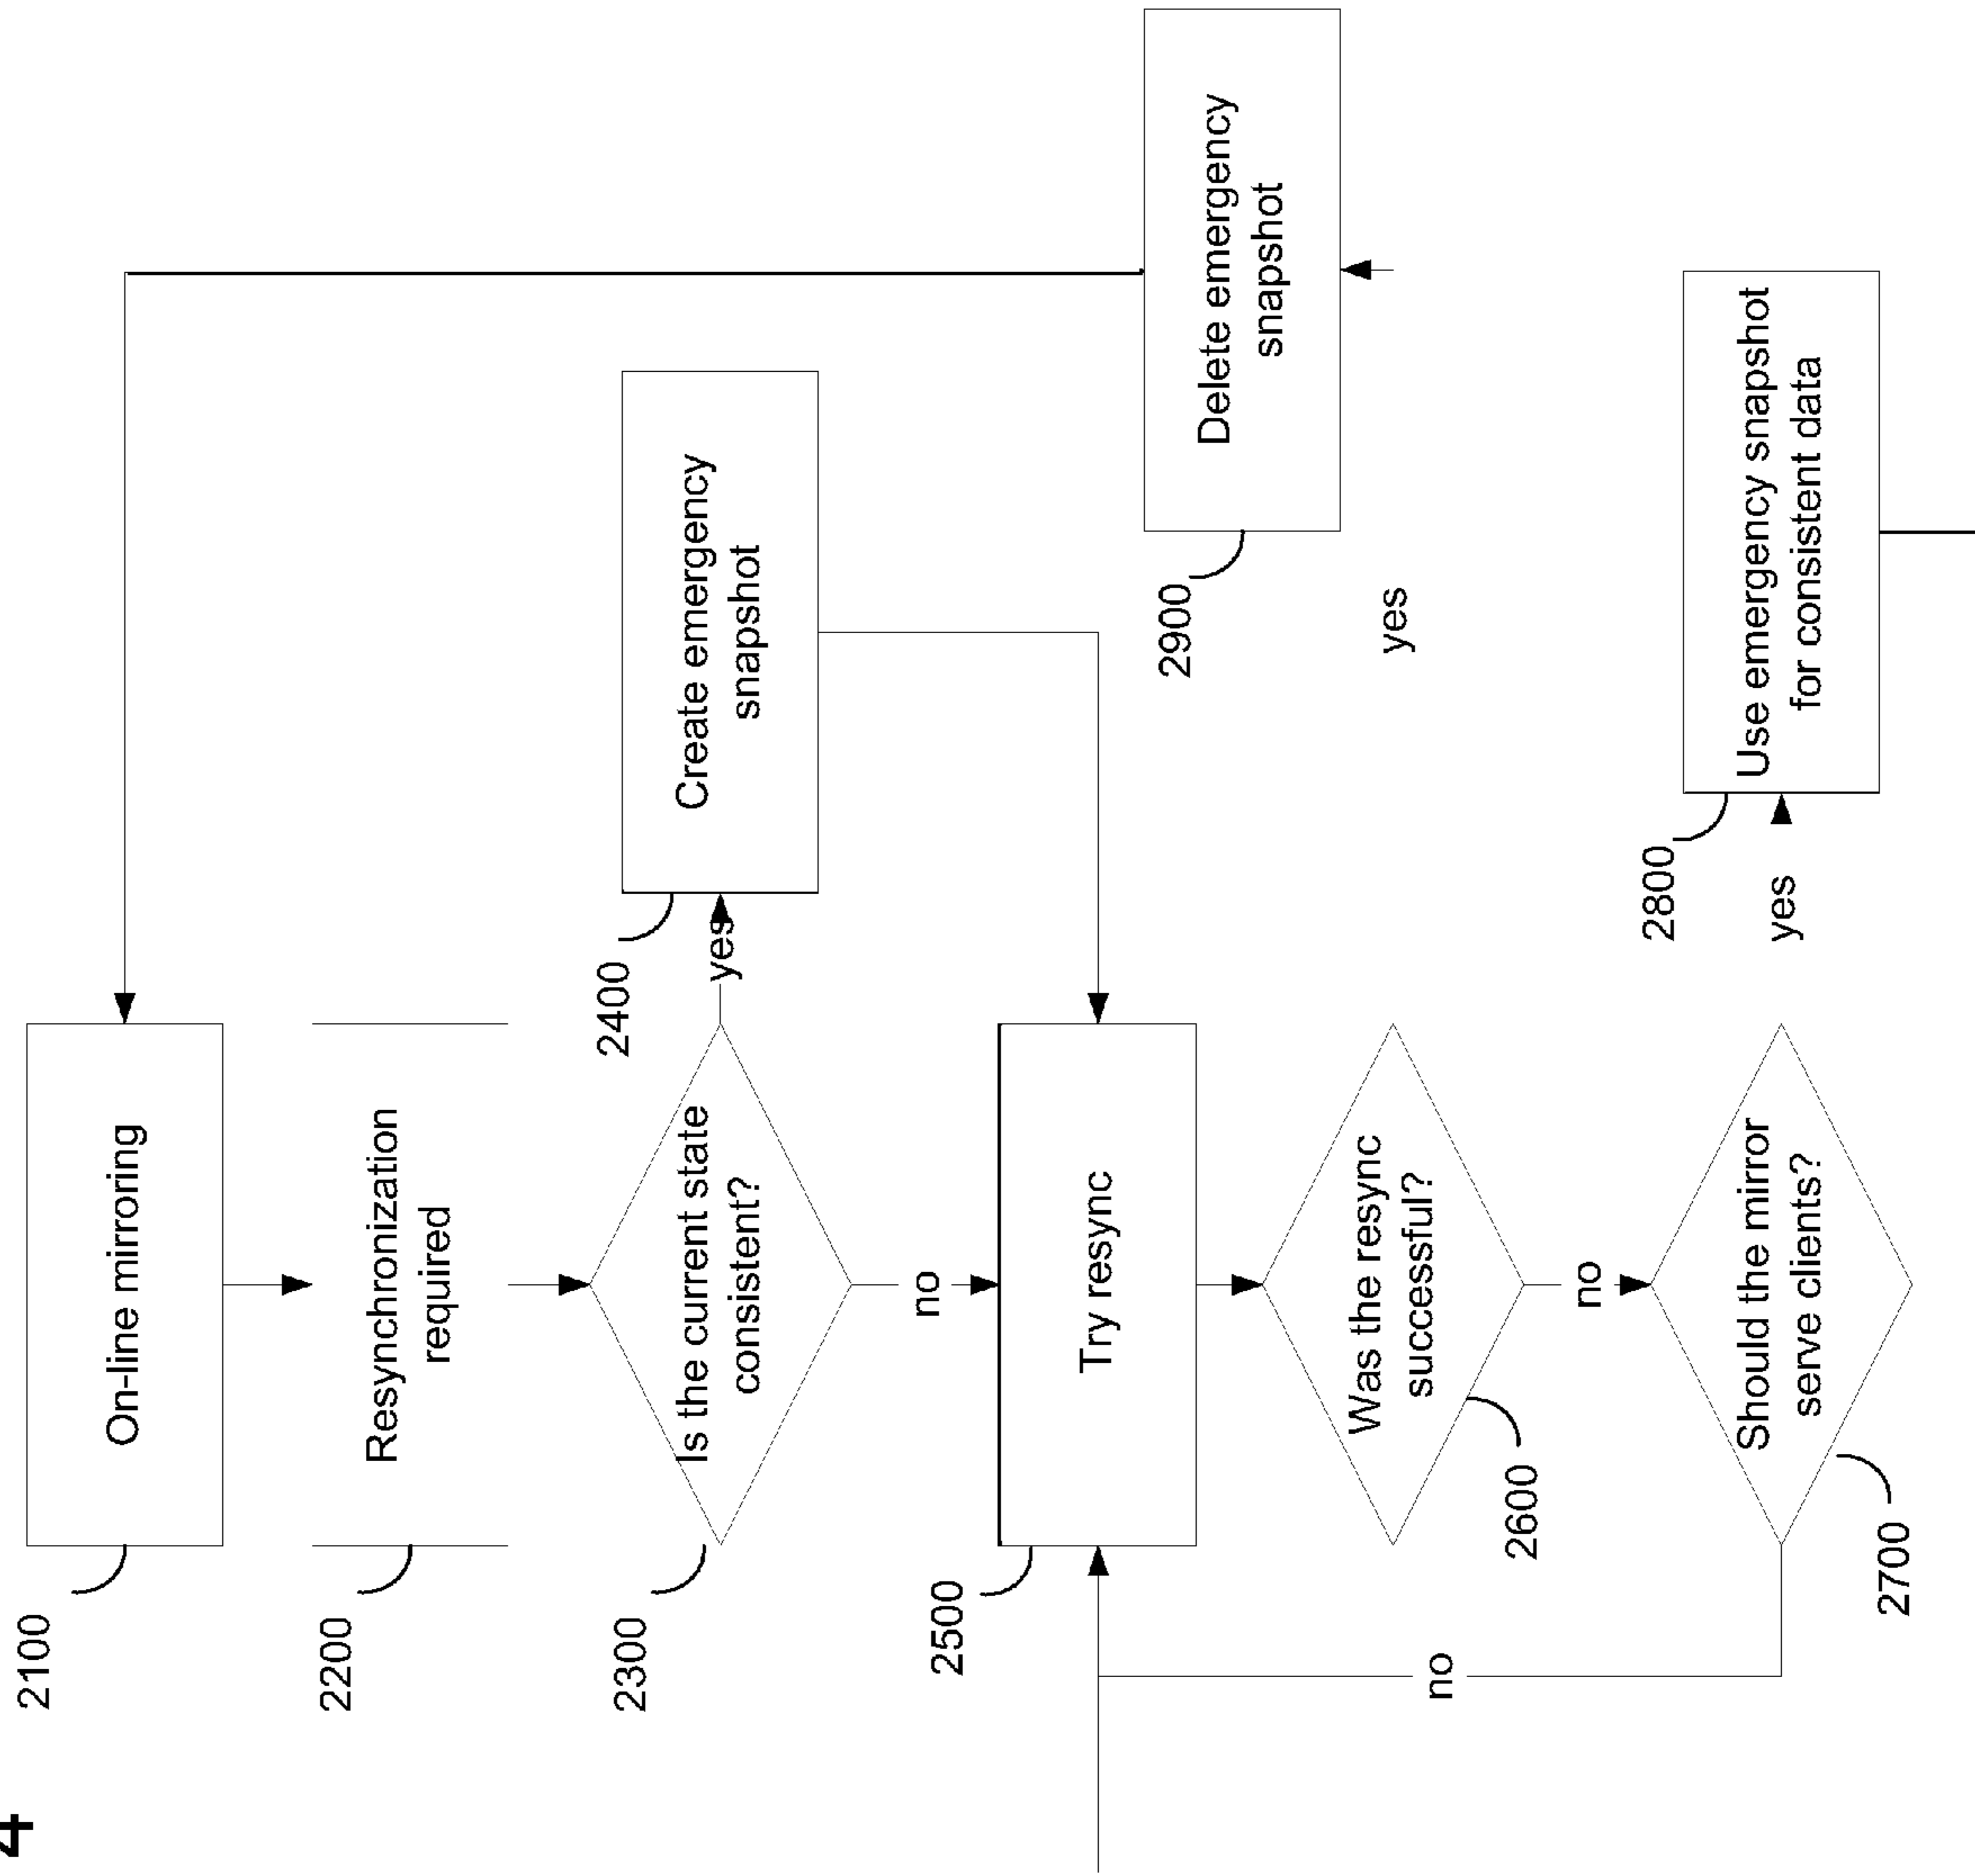 4
2100
On-line mirroring
2200
Resynchronization
required
2300
Is the current state
consistent?
yes
2400
Create emergency
snapshot
no
2500
Try resync
2900
Delete emergency
snapshot
yes
2600
Was the resync
successful?
no
no
2700
Should the mirror
serve clients?
yes
2800
Use emergency snapshot
for consistent data